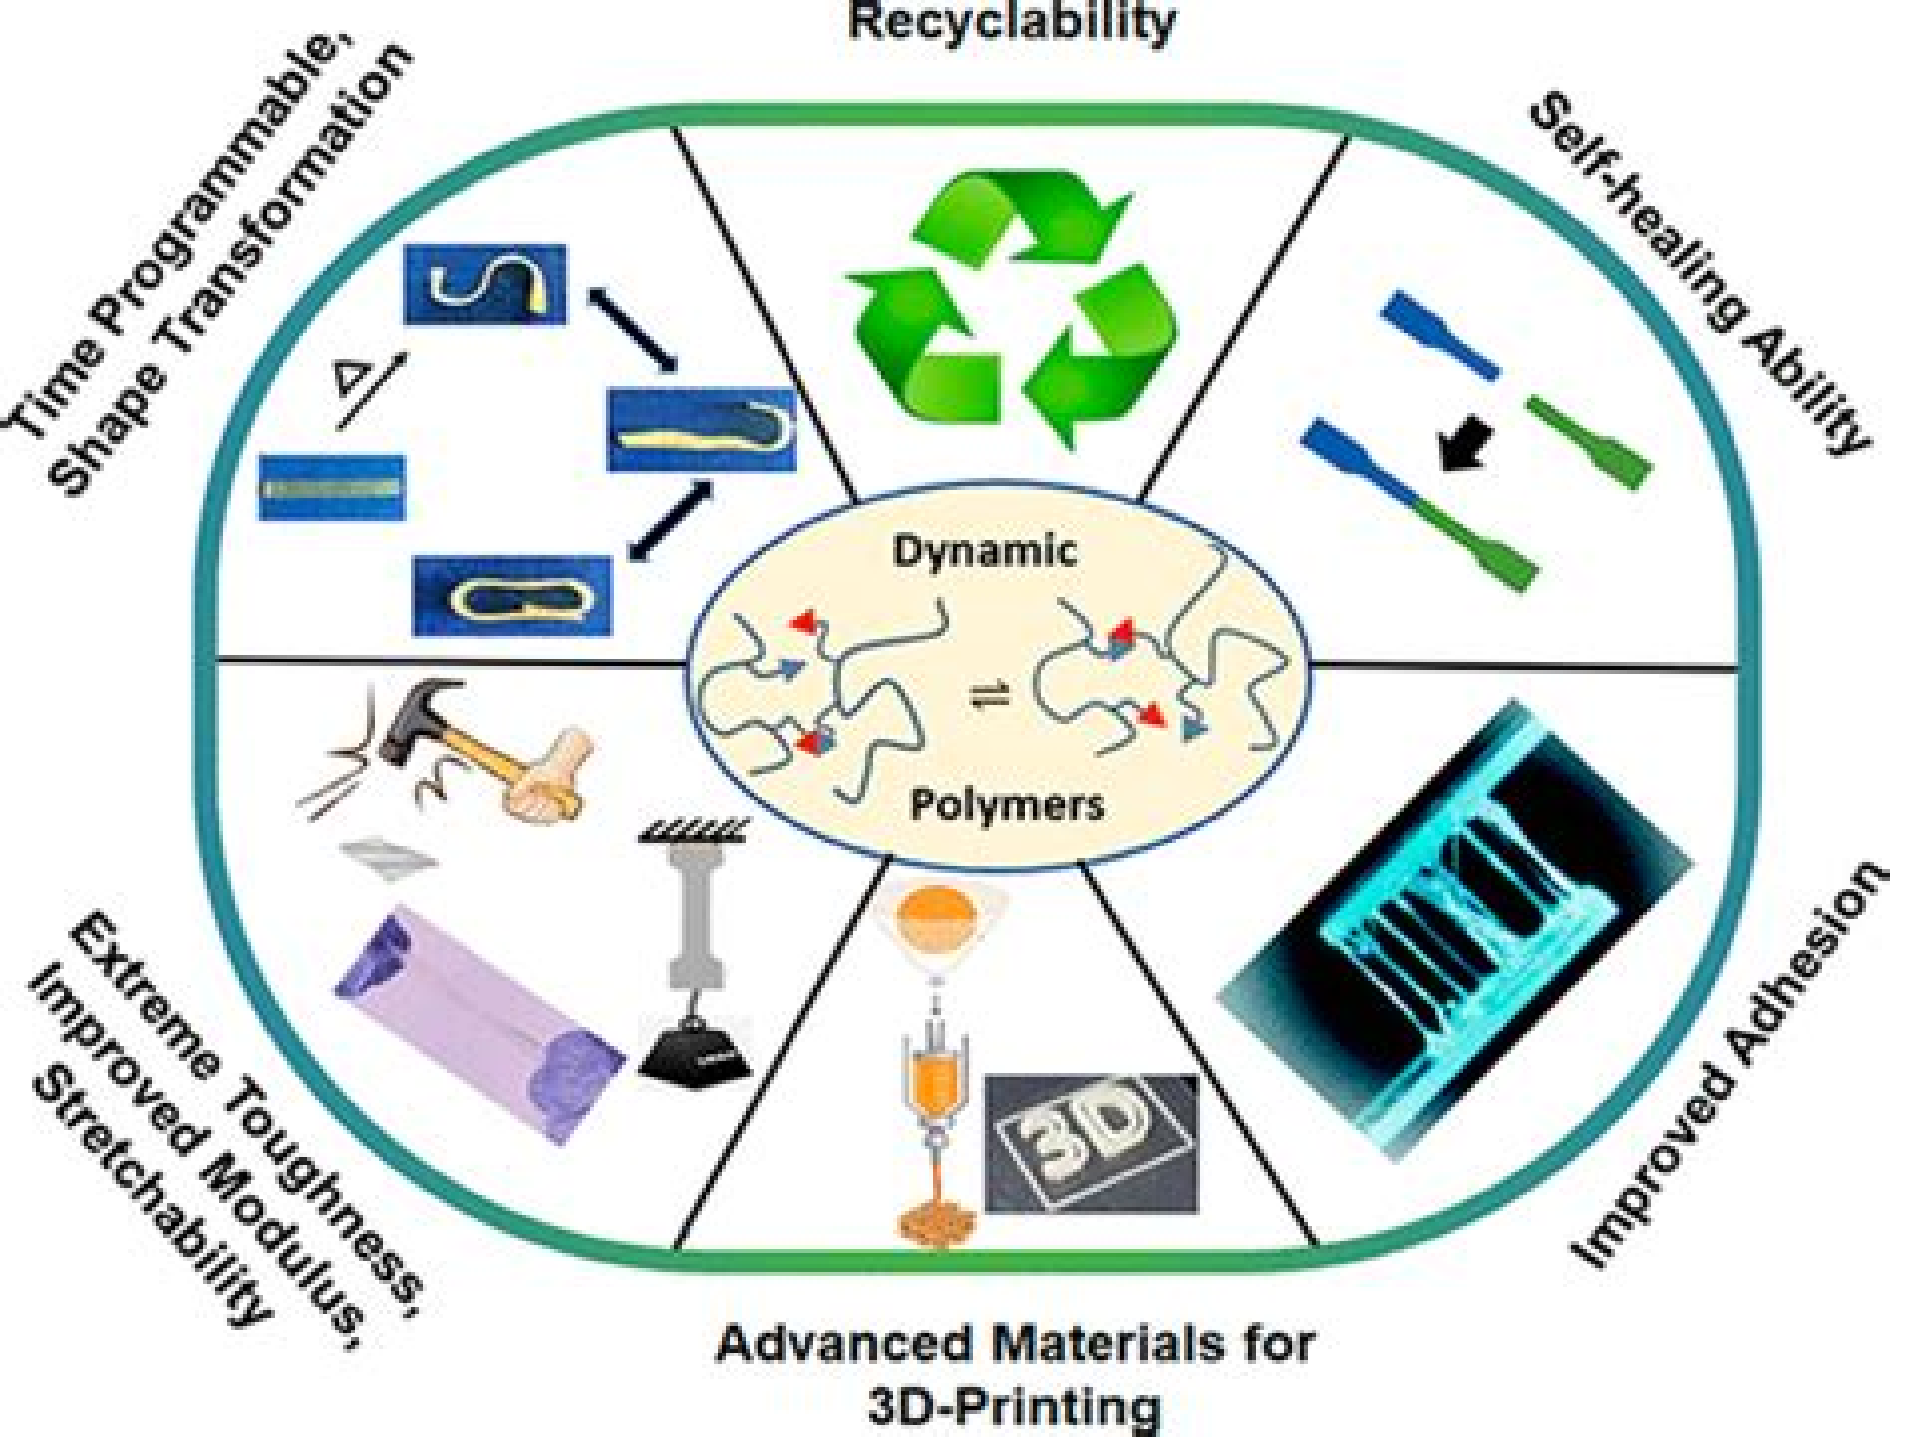 Recyclability
Time Programmable,
Shape Transformation
Self-healing Ability
Δ
Dynamic
⇌
Polymers
Extreme Toughness,
Improved Modulus,
Stretchability
3D
Improved Adhesion
Advanced Materials for
3D-Printing